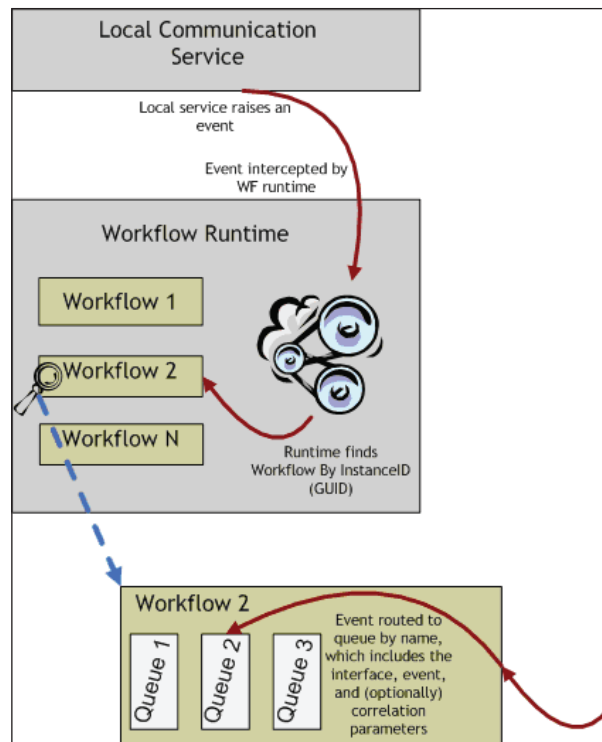 Local Communication
Service
Local service raises an
event
Event intercepted by
WF runtime
Workflow Runtime
Workflow 1
Workflow 2
Workflow N
Runtime finds
Workflow By InstanceID
(GUID)
Workflow 2
Queue 1
Queue 2
Queue 3
Event routed to
queue by name,
which includes the
interface, event,
and (optionally)
correlation
parameters